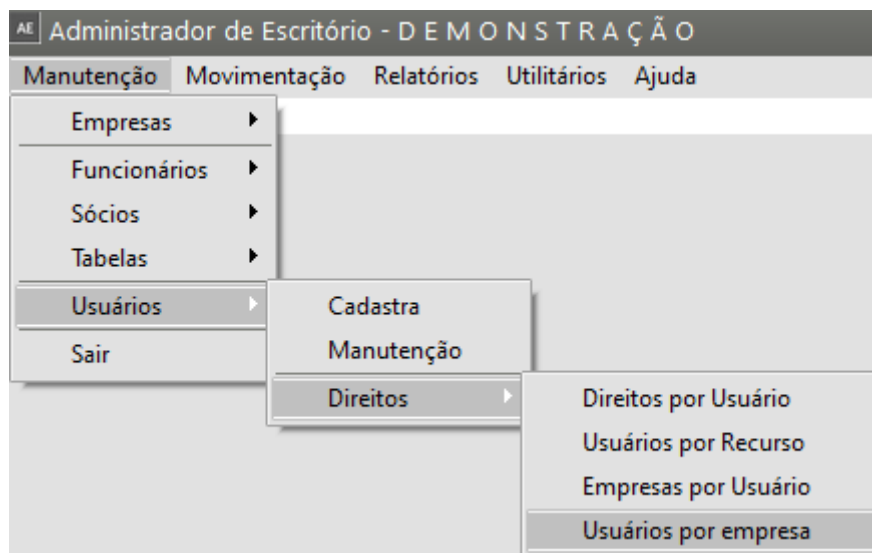 AE Administrador de Escritório - D E M O N S T R A Ç Ã O
Manutenção Movimentação Relatórios Utilitários Ajuda
Empresas
Funcionários
Sócios
Tabelas
Usuários
Sair
Cadastra
Manutenção
Direitos
Direitos por Usuário
Usuários por Recurso
Empresas por Usuário
Usuários por empresa